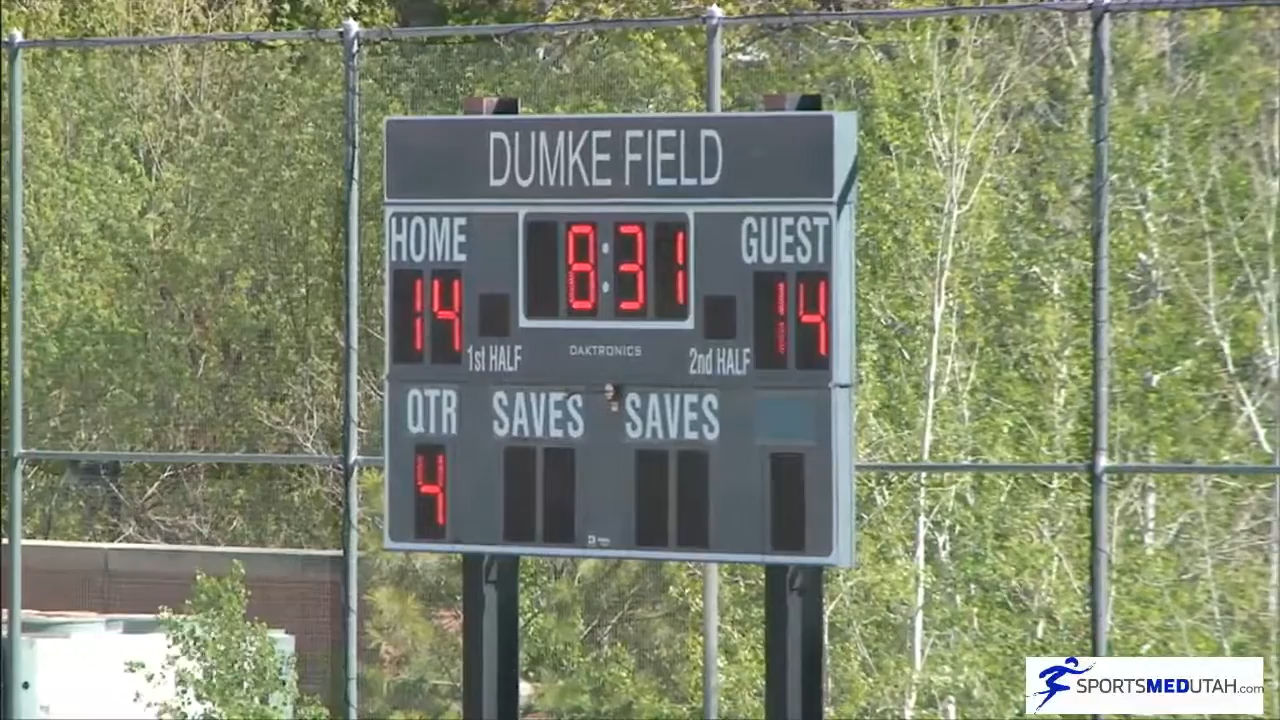 DUMKE FIELD
HOME 8:31 GUEST
14 14
1st HALF DAKTRONICS 2nd HALF
QTR SAVES SAVES
4
SPORTSMEDUTAH.com